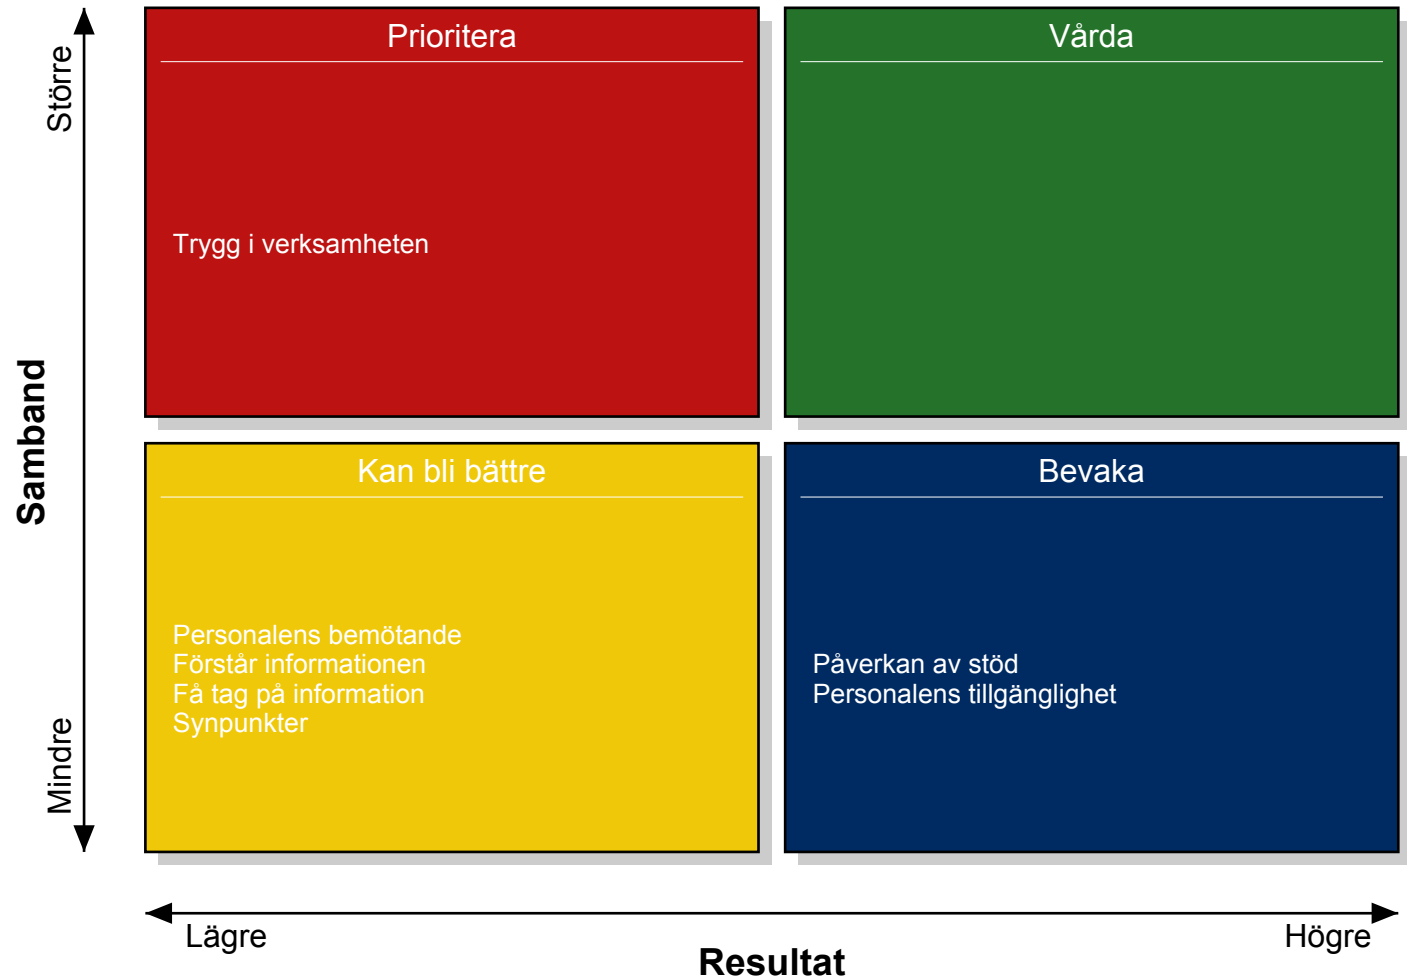 Större
Samband
Mindre
Prioritera
Trygg i verksamheten
Vårda
Kan bli bättre
Personalens bemötande
Förstår informationen
Få tag på information
Synpunkter
Bevaka
Påverkan av stöd
Personalens tillgänglighet
Lägre
Resultat
Högre